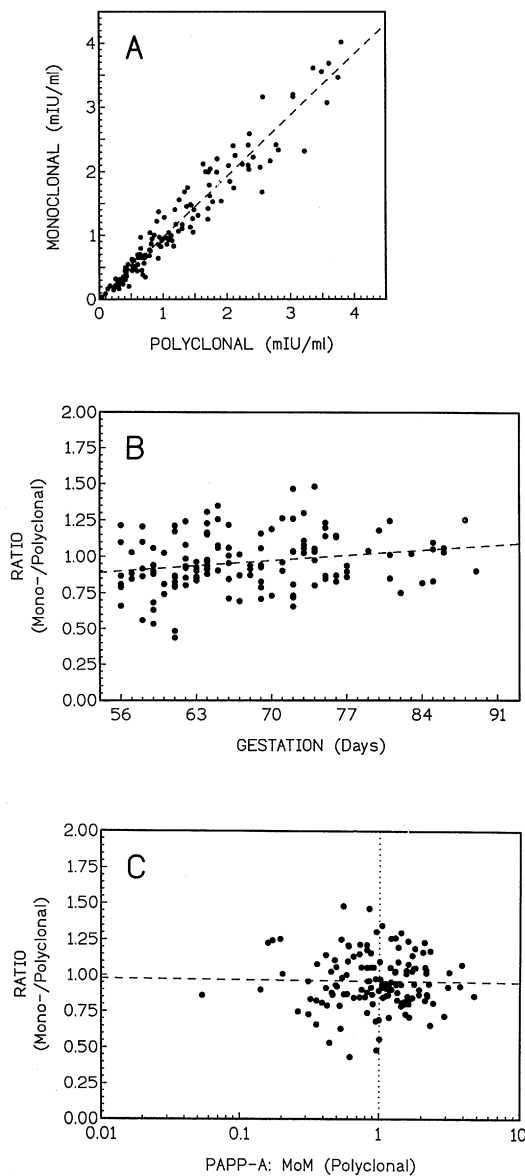 A
4
3
2
1
0
MONOCLONAL (mIU/ml)
0 1 2 3 4
POLYCLONAL (mIU/ml)
B
2.00
1.75
1.50
1.25
1.00
0.75
0.50
0.25
0.00
RATIO
(Mono-/Polyclonal)
56 63 70 77 84 91
GESTATION (Days)
C
2.00
1.75
1.50
1.25
1.00
0.75
0.50
0.25
0.00
RATIO
(Mono-/Polyclonal)
0.01 0.1 1 10
PAPP-A: MoM (Polyclonal)